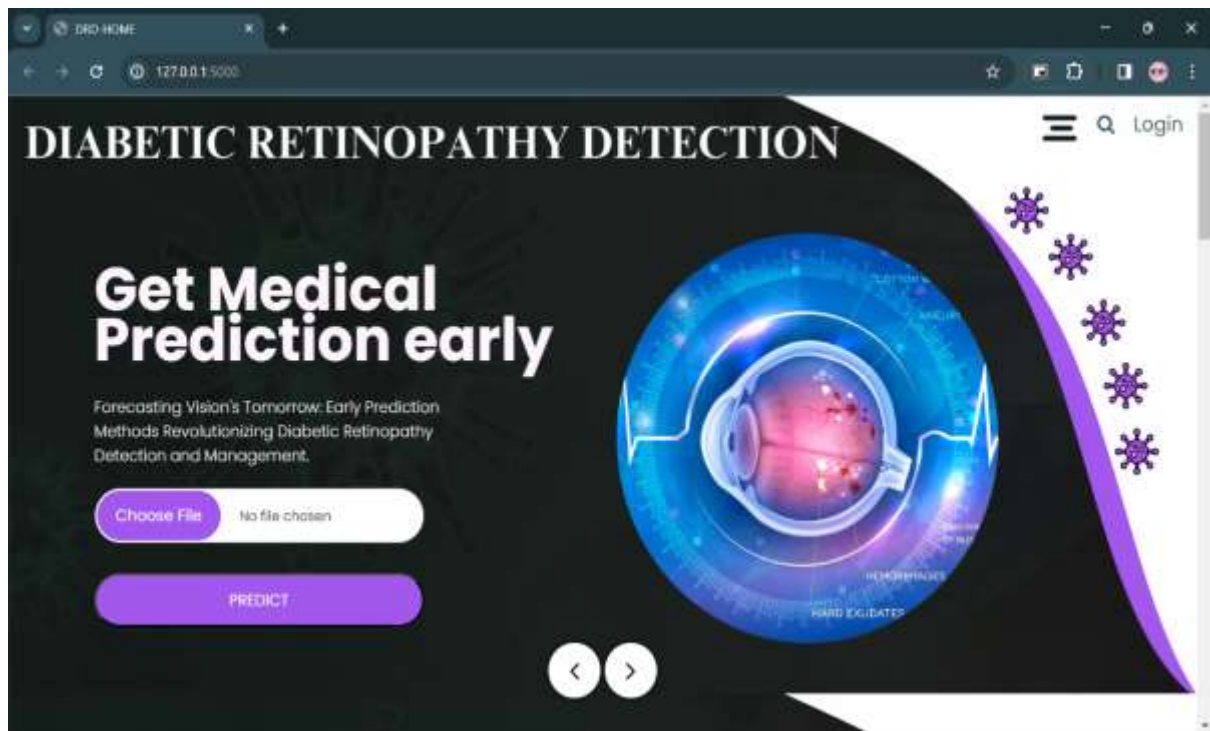 DRD-HOME
127.0.0.1:5000
DIABETIC RETINOPATHY DETECTION
Login
Get Medical
Prediction early
Forecasting Vision's Tomorrow: Early Prediction
Methods Revolutionizing Diabetic Retinopathy
Detection and Management.
Choose File No file chosen
PREDICT
HEMORRHAGES
HARD EXUDATES